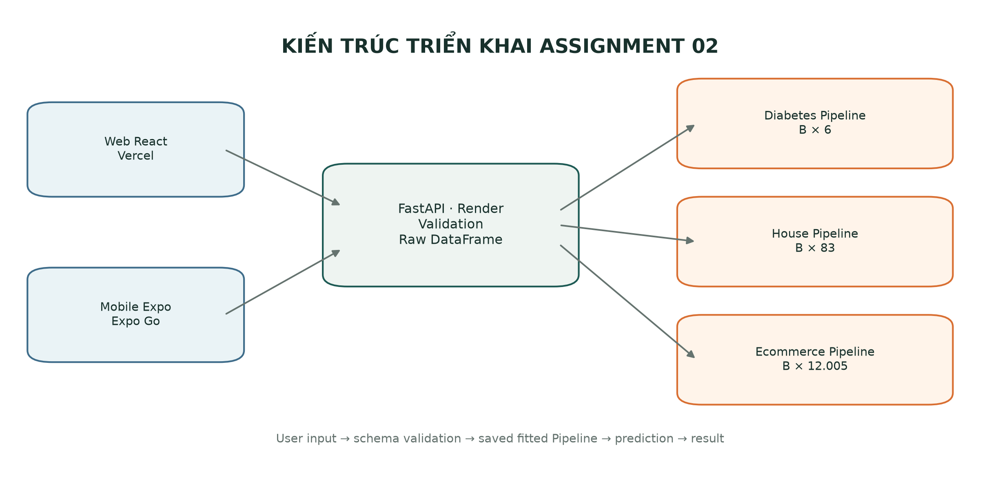 KIẾN TRÚC TRIỂN KHAI ASSIGNMENT 02
Web React
Vercel
Mobile Expo
Expo Go
FastAPI · Render
Validation
Raw DataFrame
Diabetes Pipeline
B × 6
House Pipeline
B × 83
Ecommerce Pipeline
B × 12.005
User input → schema validation → saved fitted Pipeline → prediction → result